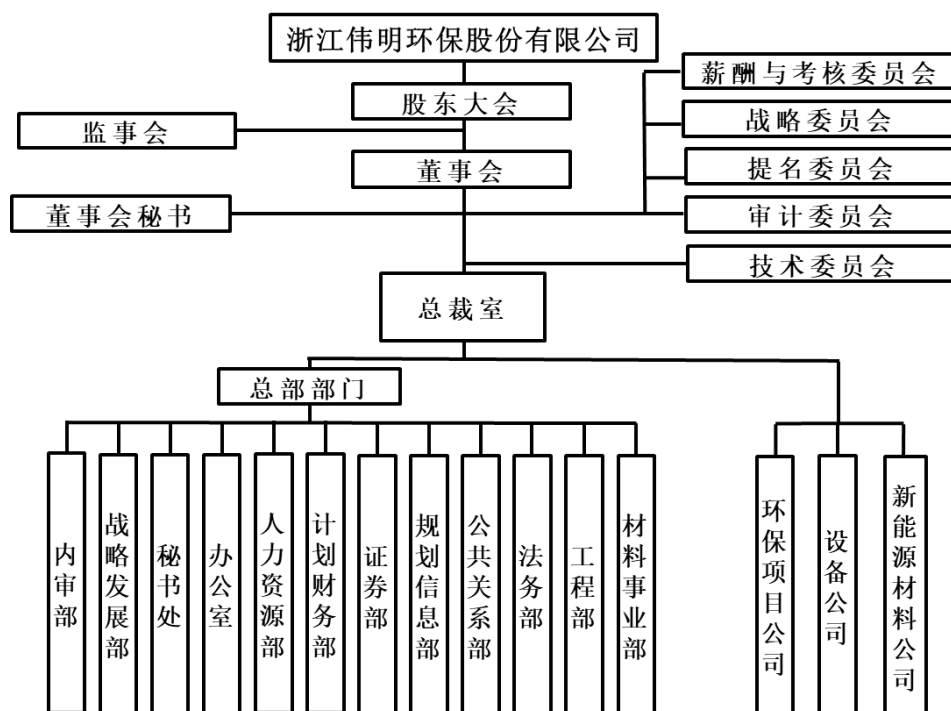 浙江伟明环保股份有限公司
薪酬与考核委员会
股东大会
战略委员会
监事会
董事会
提名委员会
董事会秘书
审计委员会
技术委员会
总裁室
总部部门
内审部
战略发展部
秘书处
办公室
人力资源部
计划财务部
证券部
规划信息部
公共关系部
法务部
工程部
材料事业部
环保项目公司
设备公司
新能源材料公司